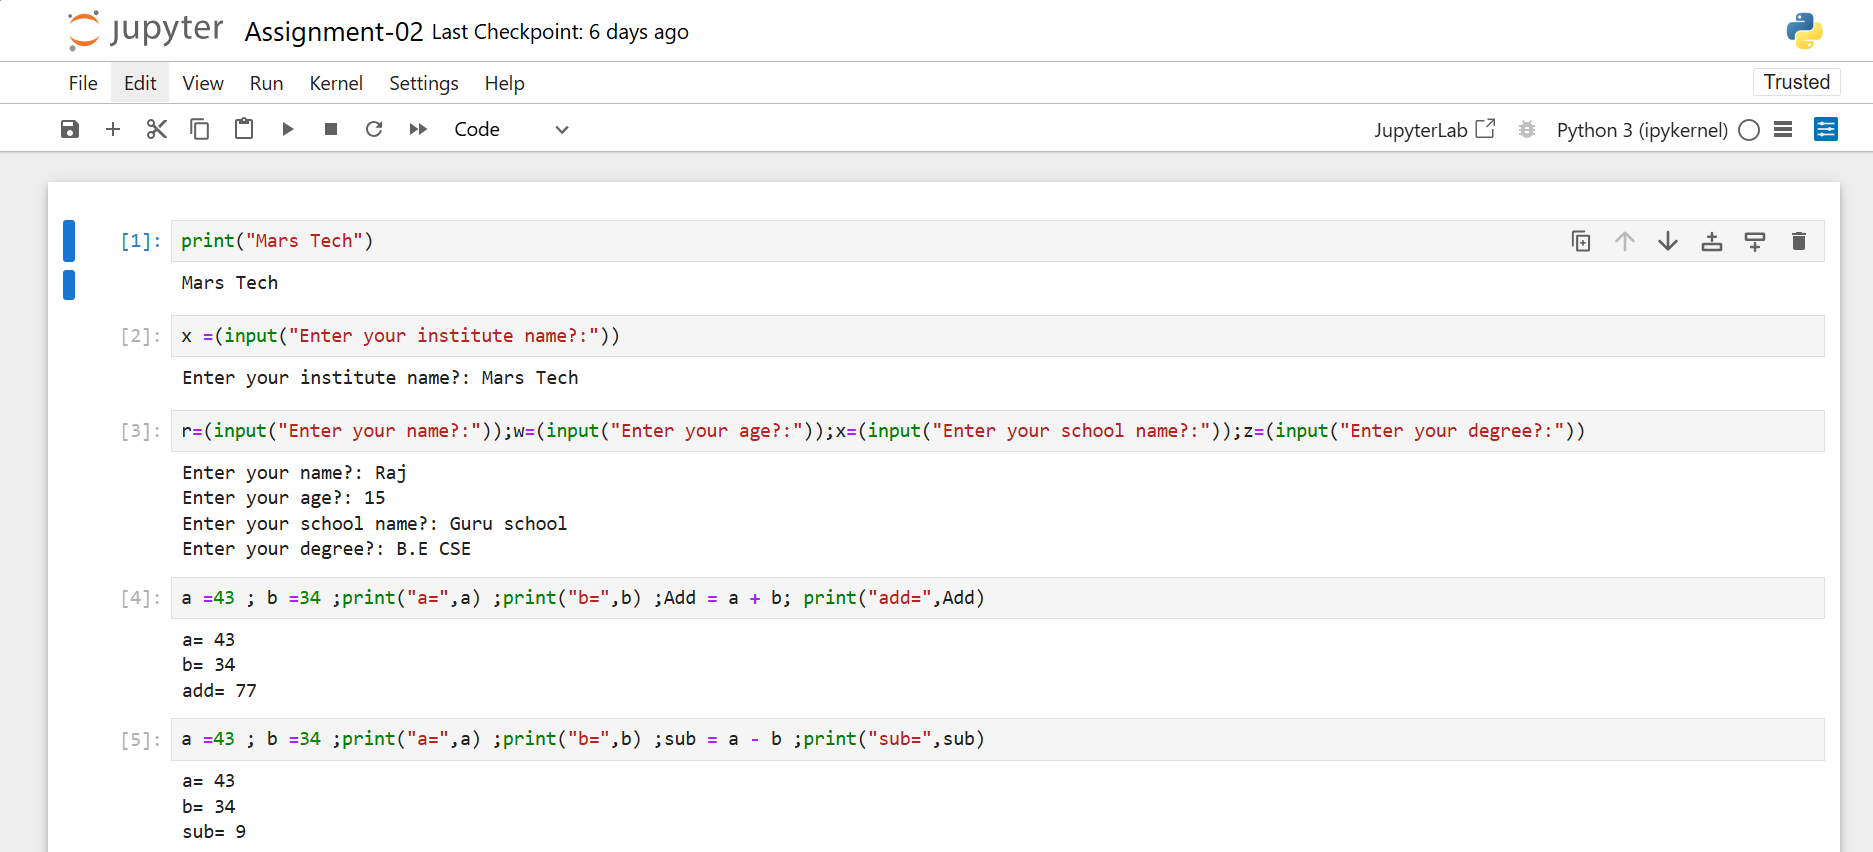 jupyter Assignment-02 Last Checkpoint: 6 days ago
File Edit View Run Kernel Settings Help Trusted
Code JupyterLab Python 3 (ipykernel)
[1]: print("Mars Tech")
Mars Tech
[2]: x =(input("Enter your institute name?:"))
Enter your institute name?: Mars Tech
[3]: r=(input("Enter your name?:"));w=(input("Enter your age?:"));x=(input("Enter your school name?:"));z=(input("Enter your degree?:"))
Enter your name?: Raj
Enter your age?: 15
Enter your school name?: Guru school
Enter your degree?: B.E CSE
[4]: a =43 ; b =34 ;print("a=",a) ;print("b=",b) ;Add = a + b; print("add=",Add)
a= 43
b= 34
add= 77
[5]: a =43 ; b =34 ;print("a=",a) ;print("b=",b) ;sub = a - b ;print("sub=",sub)
a= 43
b= 34
sub= 9